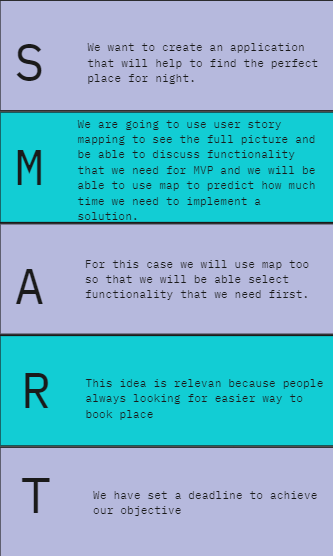 S
We want to create an application
that will help to find the perfect
place for night.
M
We are going to use user story
mapping to see the full picture and
be able to discuss functionality
that we need for MVP and we will be
able to use map to predict how much
time we need to implement a
solution.
A
For this case we will use map too
so that we will be able select
functionality that we need first.
R
This idea is relevan because people
always looking for easier way to
book place
T
We have set a deadline to achieve
our objective